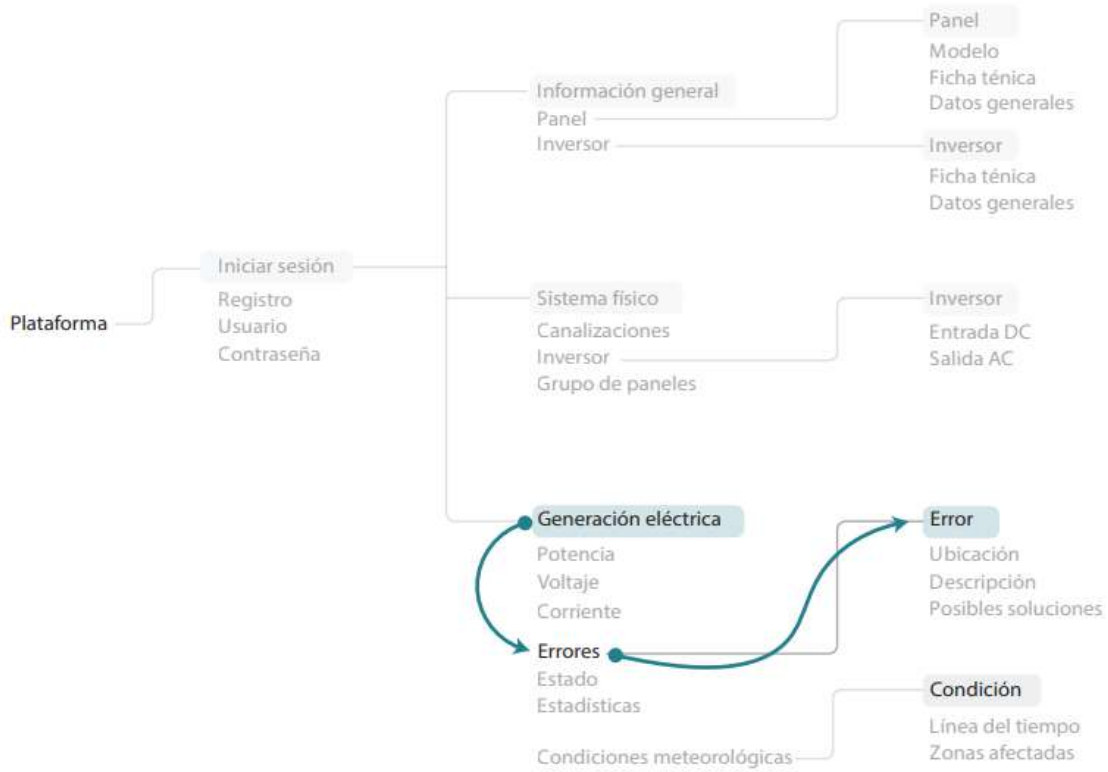 Plataforma
Iniciar sesión
Registro
Usuario
Contraseña
Información general
Panel
Inversor
Panel
Modelo
Ficha ténica
Datos generales
Inversor
Ficha ténica
Datos generales
Sistema físico
Canalizaciones
Inversor
Grupo de paneles
Inversor
Entrada DC
Salida AC
Generación eléctrica
Potencia
Voltaje
Corriente
Errores
Estado
Estadísticas
Condiciones meteorológicas
Error
Ubicación
Descripción
Posibles soluciones
Condición
Línea del tiempo
Zonas afectadas